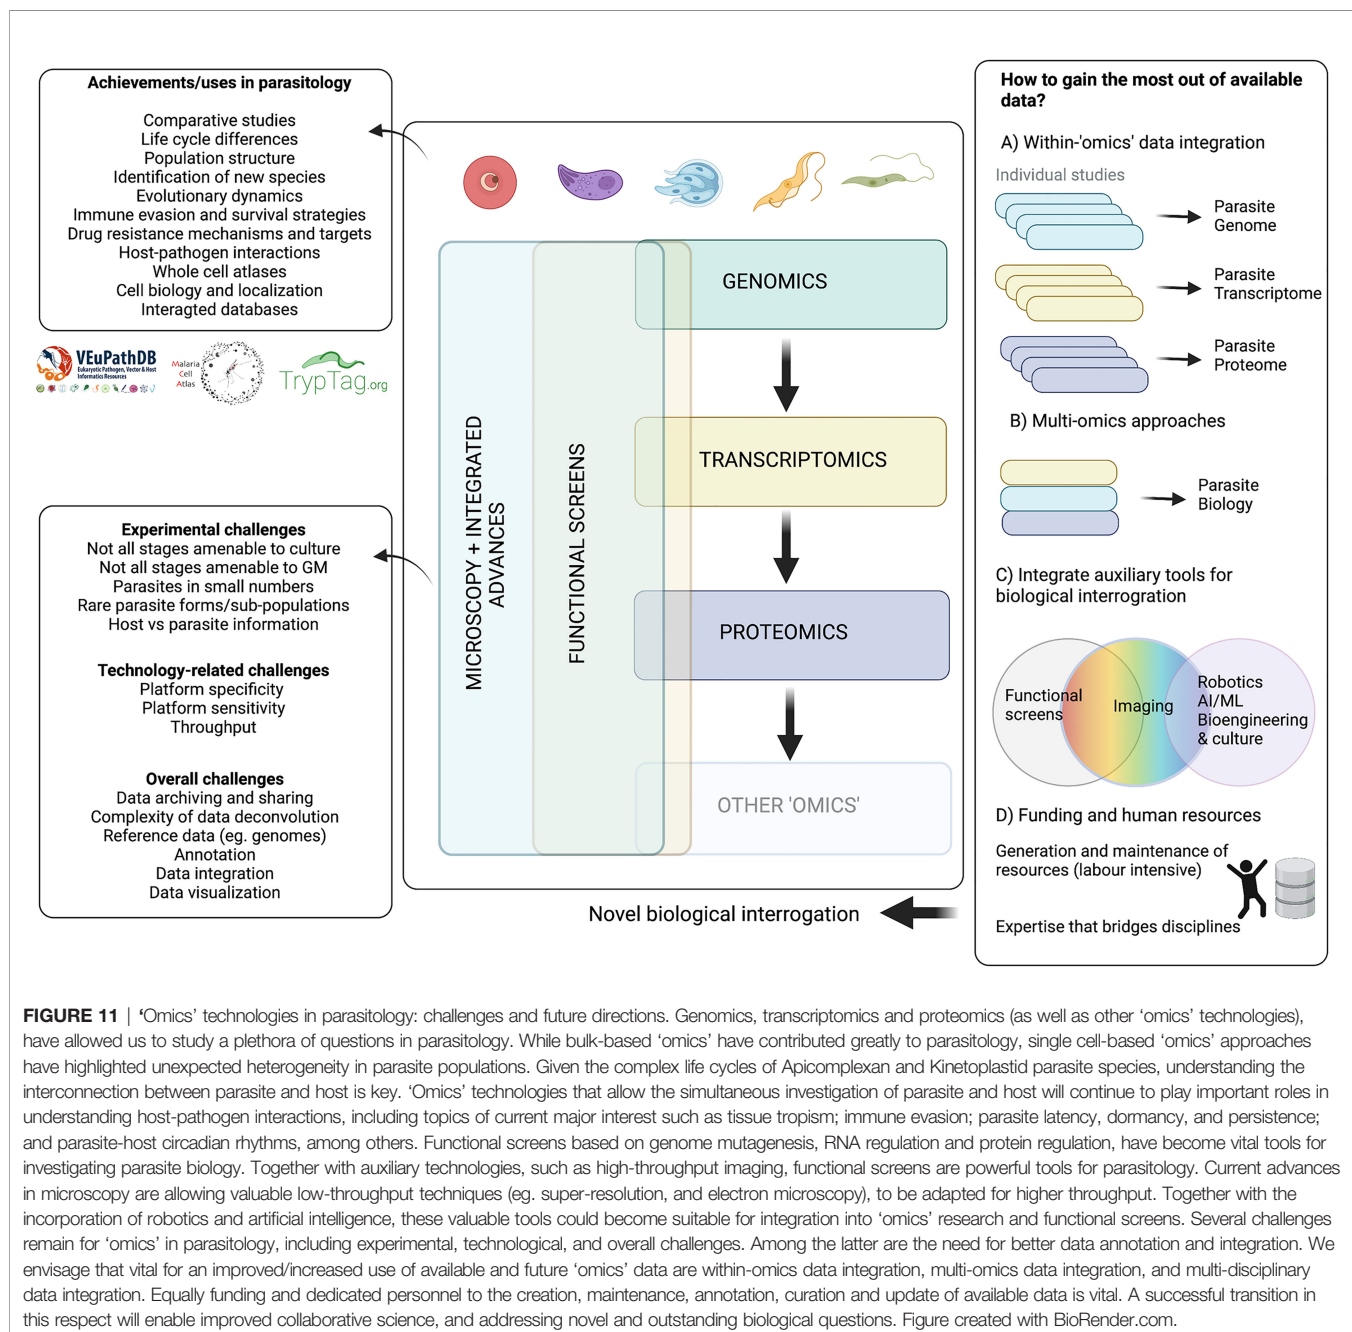 Achievements/uses in parasitology
Comparative studies
Life cycle differences
Population structure
Identification of new species
Evolutionary dynamics
Immune evasion and survival strategies
Drug resistance mechanisms and targets
Host-pathogen interactions
Whole cell atlases
Cell biology and localization
Interagted databases
VEuPathDB
Eukaryotic Pathogen, Vector & Host
Informatics Resources
Malaria
Cell
Atlas
TrypTag.org
Experimental challenges
Not all stages amenable to culture
Not all stages amenable to GM
Parasites in small numbers
Rare parasite forms/sub-populations
Host vs parasite information
Technology-related challenges
Platform specificity
Platform sensitivity
Throughput
Overall challenges
Data archiving and sharing
Complexity of data deconvolution
Reference data (eg. genomes)
Annotation
Data integration
Data visualization
MICROSCOPY + INTEGRATED
ADVANCES
FUNCTIONAL SCREENS
GENOMICS
TRANSCRIPTOMICS
PROTEOMICS
OTHER 'OMICS'
Novel biological interrogation
How to gain the most out of available
data?
A) Within-'omics' data integration
Individual studies
Parasite
Genome
Parasite
Transcriptome
Parasite
Proteome
B) Multi-omics approaches
Parasite
Biology
C) Integrate auxiliary tools for
biological interrogration
Functional
screens
Imaging
Robotics
AI/ML
Bioengineering
& culture
D) Funding and human resources
Generation and maintenance of
resources (labour intensive)
Expertise that bridges disciplines
FIGURE 11 | ‘Omics’ technologies in parasitology: challenges and future directions. Genomics, transcriptomics and proteomics (as well as other ‘omics’ technologies),
have allowed us to study a plethora of questions in parasitology. While bulk-based ‘omics’ have contributed greatly to parasitology, single cell-based ‘omics’ approaches
have highlighted unexpected heterogeneity in parasite populations. Given the complex life cycles of Apicomplexan and Kinetoplastid parasite species, understanding the
interconnection between parasite and host is key. ‘Omics’ technologies that allow the simultaneous investigation of parasite and host will continue to play important roles in
understanding host-pathogen interactions, including topics of current major interest such as tissue tropism; immune evasion; parasite latency, dormancy, and persistence;
and parasite-host circadian rhythms, among others. Functional screens based on genome mutagenesis, RNA regulation and protein regulation, have become vital tools for
investigating parasite biology. Together with auxiliary technologies, such as high-throughput imaging, functional screens are powerful tools for parasitology. Current advances
in microscopy are allowing valuable low-throughput techniques (eg. super-resolution, and electron microscopy), to be adapted for higher throughput. Together with the
incorporation of robotics and artificial intelligence, these valuable tools could become suitable for integration into ‘omics’ research and functional screens. Several challenges
remain for ‘omics’ in parasitology, including experimental, technological, and overall challenges. Among the latter are the need for better data annotation and integration. We
envisage that vital for an improved/increased use of available and future ‘omics’ data are within-omics data integration, multi-omics data integration, and multi-disciplinary
data integration. Equally funding and dedicated personnel to the creation, maintenance, annotation, curation and update of available data is vital. A successful transition in
this respect will enable improved collaborative science, and addressing novel and outstanding biological questions. Figure created with BioRender.com.